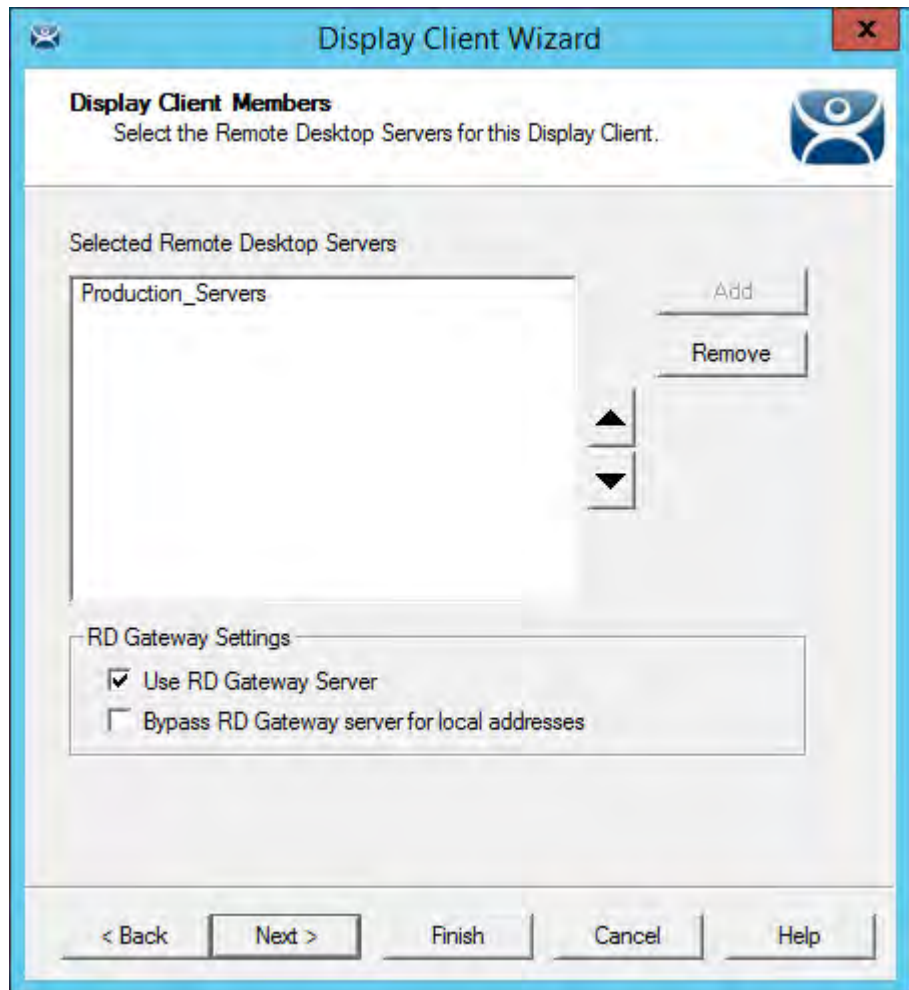 Display Client Wizard
x
Display Client Members
Select the Remote Desktop Servers for this Display Client.
Selected Remote Desktop Servers
Production_Servers
Add
Remove
RD Gateway Settings
Use RD Gateway Server
Bypass RD Gateway server for local addresses
< Back
Next >
Finish
Cancel
Help